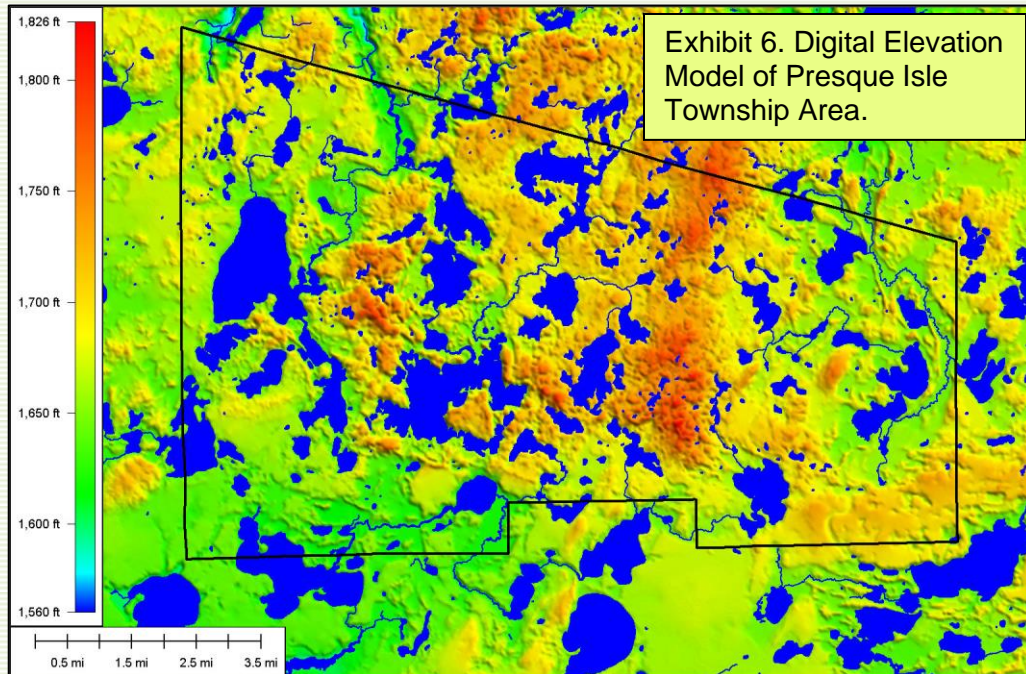 Exhibit 6. Digital Elevation
Model of Presque Isle
Township Area.
1,826 ft
1,800 ft
1,750 ft
1,700 ft
1,650 ft
1,600 ft
1,560 ft
0.5 mi 1.5 mi 2.5 mi 3.5 mi